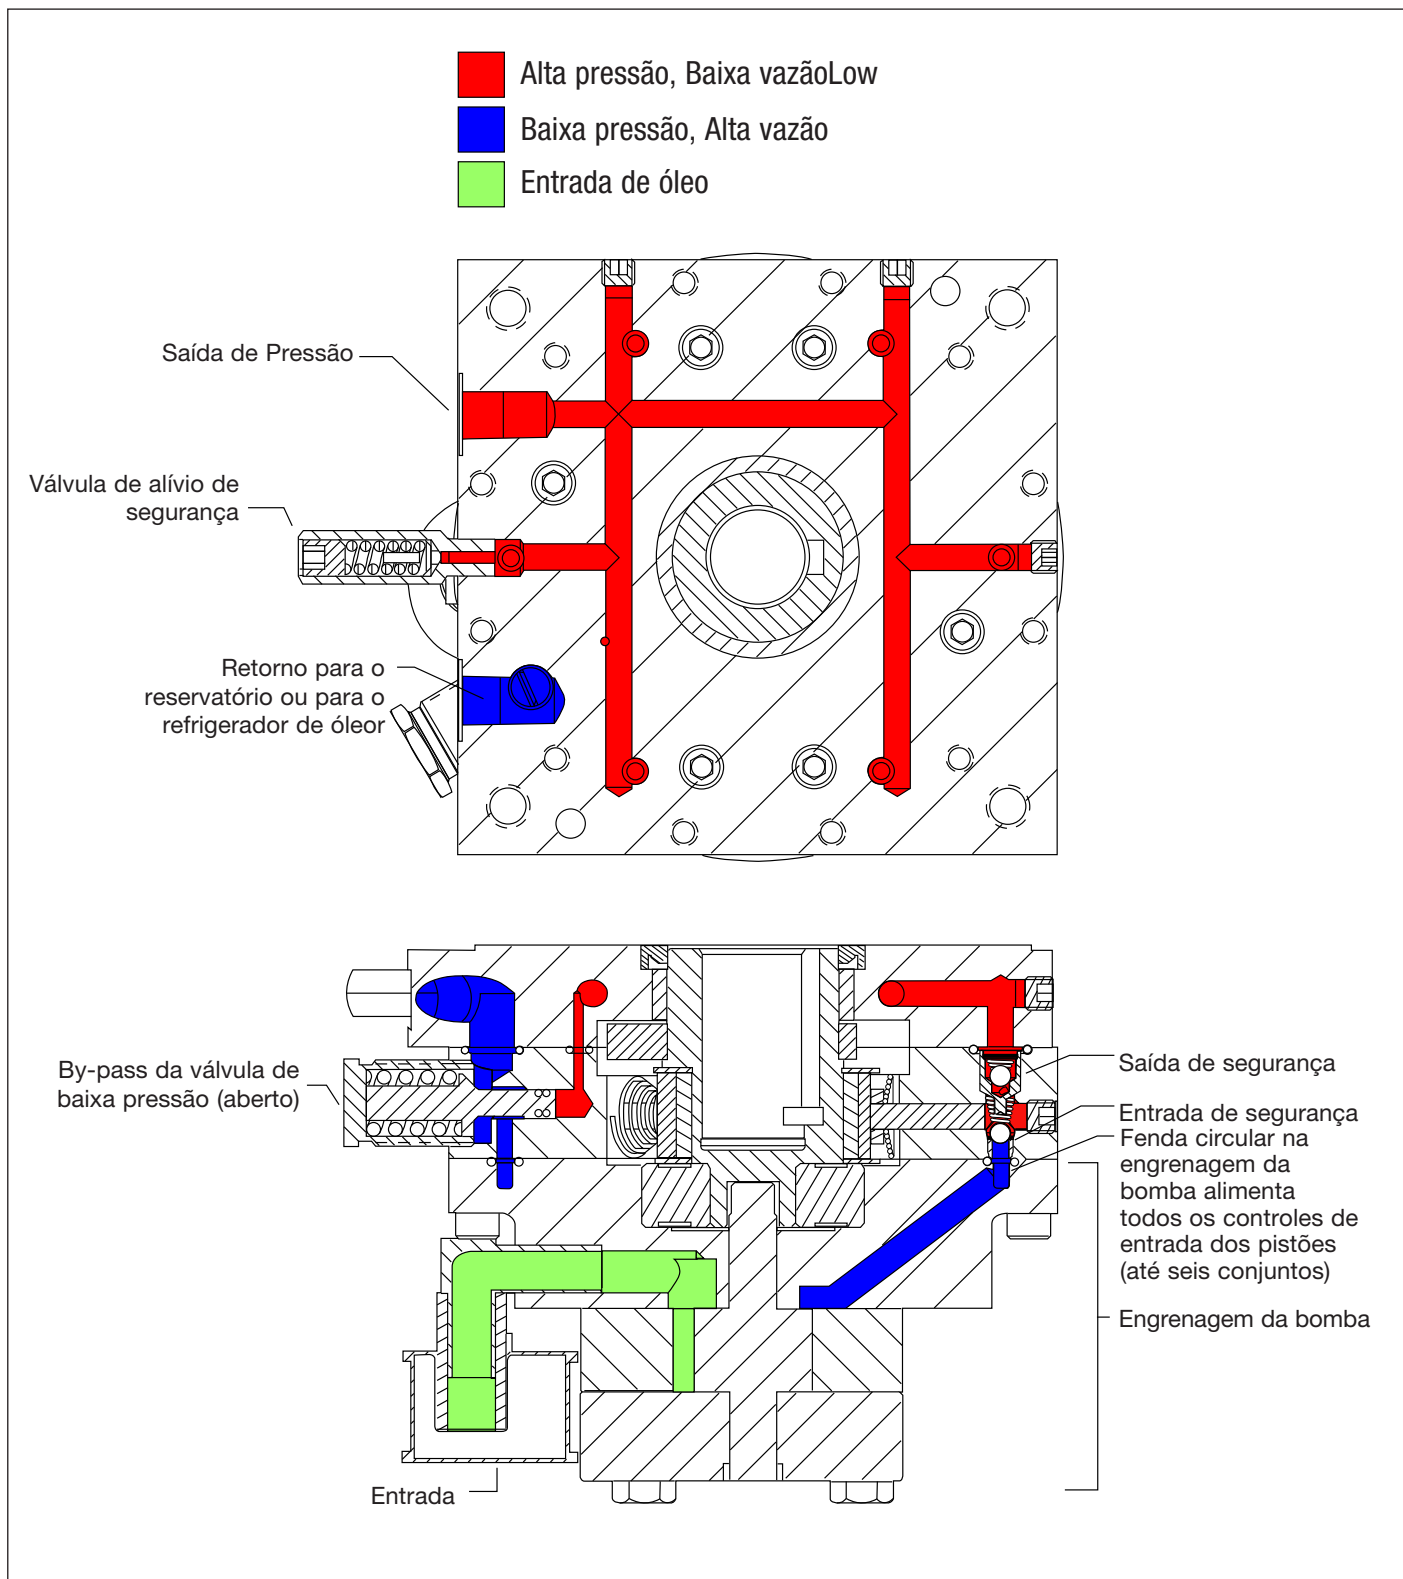 Alta pressão, Baixa vazãoLow
Baixa pressão, Alta vazão
Entrada de óleo
Saída de Pressão
Válvula de alívio de
segurança
Retorno para o
reservatório ou para o
refrigerador de óleor
By-pass da válvula de
baixa pressão (aberto)
Saída de segurança
Entrada de segurança
Fenda circular na
engrenagem da
bomba alimenta
todos os controles de
entrada dos pistões
(até seis conjuntos)
Engrenagem da bomba
Entrada